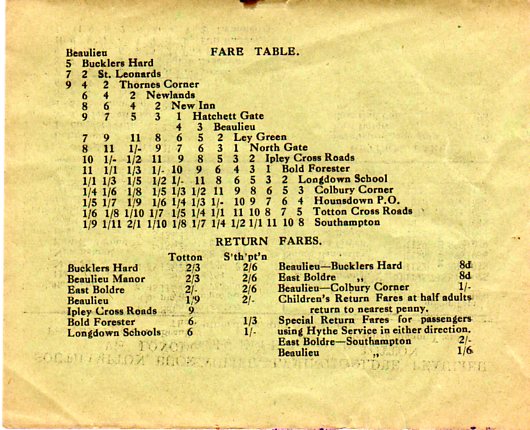 FARE TABLE.
Beaulieu
5 Bucklers Hard
7 2 St. Leonards
9 4 2 Thornes Corner
6 4 2 Newlands
8 6 4 2 New Inn
9 7 5 3 1 Hatchett Gate
4 3 Beaulieu
7 9 11 8 6 5 2 Ley Green
8 11 1/- 9 7 6 3 1 North Gate
10 1/- 1/2 11 9 8 5 3 2 Ipley Cross Roads
11 1/1 1/3 1/- 10 9 6 4 3 1 Bold Forester
1/1 1/3 1/5 1/2 1/- 11 8 6 5 3 2 Longdown School
1/4 1/6 1/8 1/5 1/3 1/2 11 9 8 6 5 3 Colbury Corner
1/5 1/7 1/9 1/6 1/4 1/3 1/- 10 9 7 6 4 Hounsdown P.O.
1/6 1/8 1/10 1/7 1/5 1/4 1/1 11 10 8 7 5 Totton Cross Roads
1/9 1/11 2/1 1/10 1/8 1/7 1/4 1/2 1/1 11 10 8 Southampton
RETURN FARES.
Totton S'th'pt'n
Bucklers Hard 2/3 2/6
Beaulieu Manor 2/3 2/6
East Boldre 2/- 2/6
Beaulieu 1/9 2/-
Ipley Cross Roads 9
Bold Forester 6 1/3
Longdown Schools 6 1/-
Beaulieu—Bucklers Hard 8d
East Boldre ,, 8d
Beaulieu—Colbury Corner 1/-
Children's Return Fares at half adults
return to nearest penny.
Special Return Fares for passengers
using Hythe Service in either direction.
East Boldre—Southampton 2/-
Beaulieu ,, 1/6